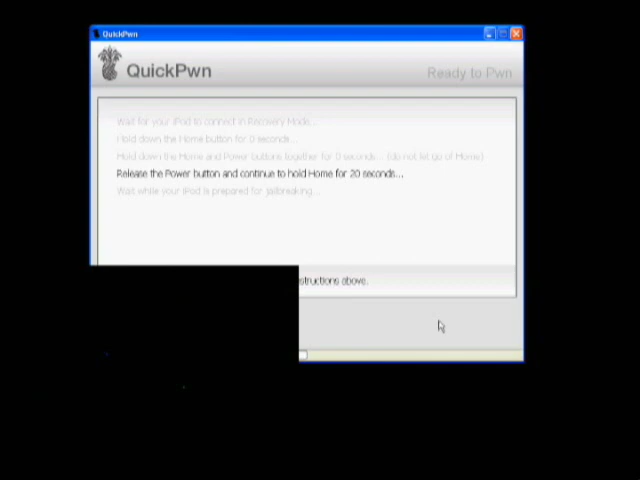 QuickPwn
QuickPwn
Ready to Pwn
Wait for your iPod to connect in Recovery Mode...
Hold down the Home button for 0 seconds...
Hold down the Home and Power buttons together for 0 seconds... (do not let go of Home)
Release the Power button and continue to hold Home for 20 seconds...
Wait while your iPod is prepared for jailbreaking...
above.